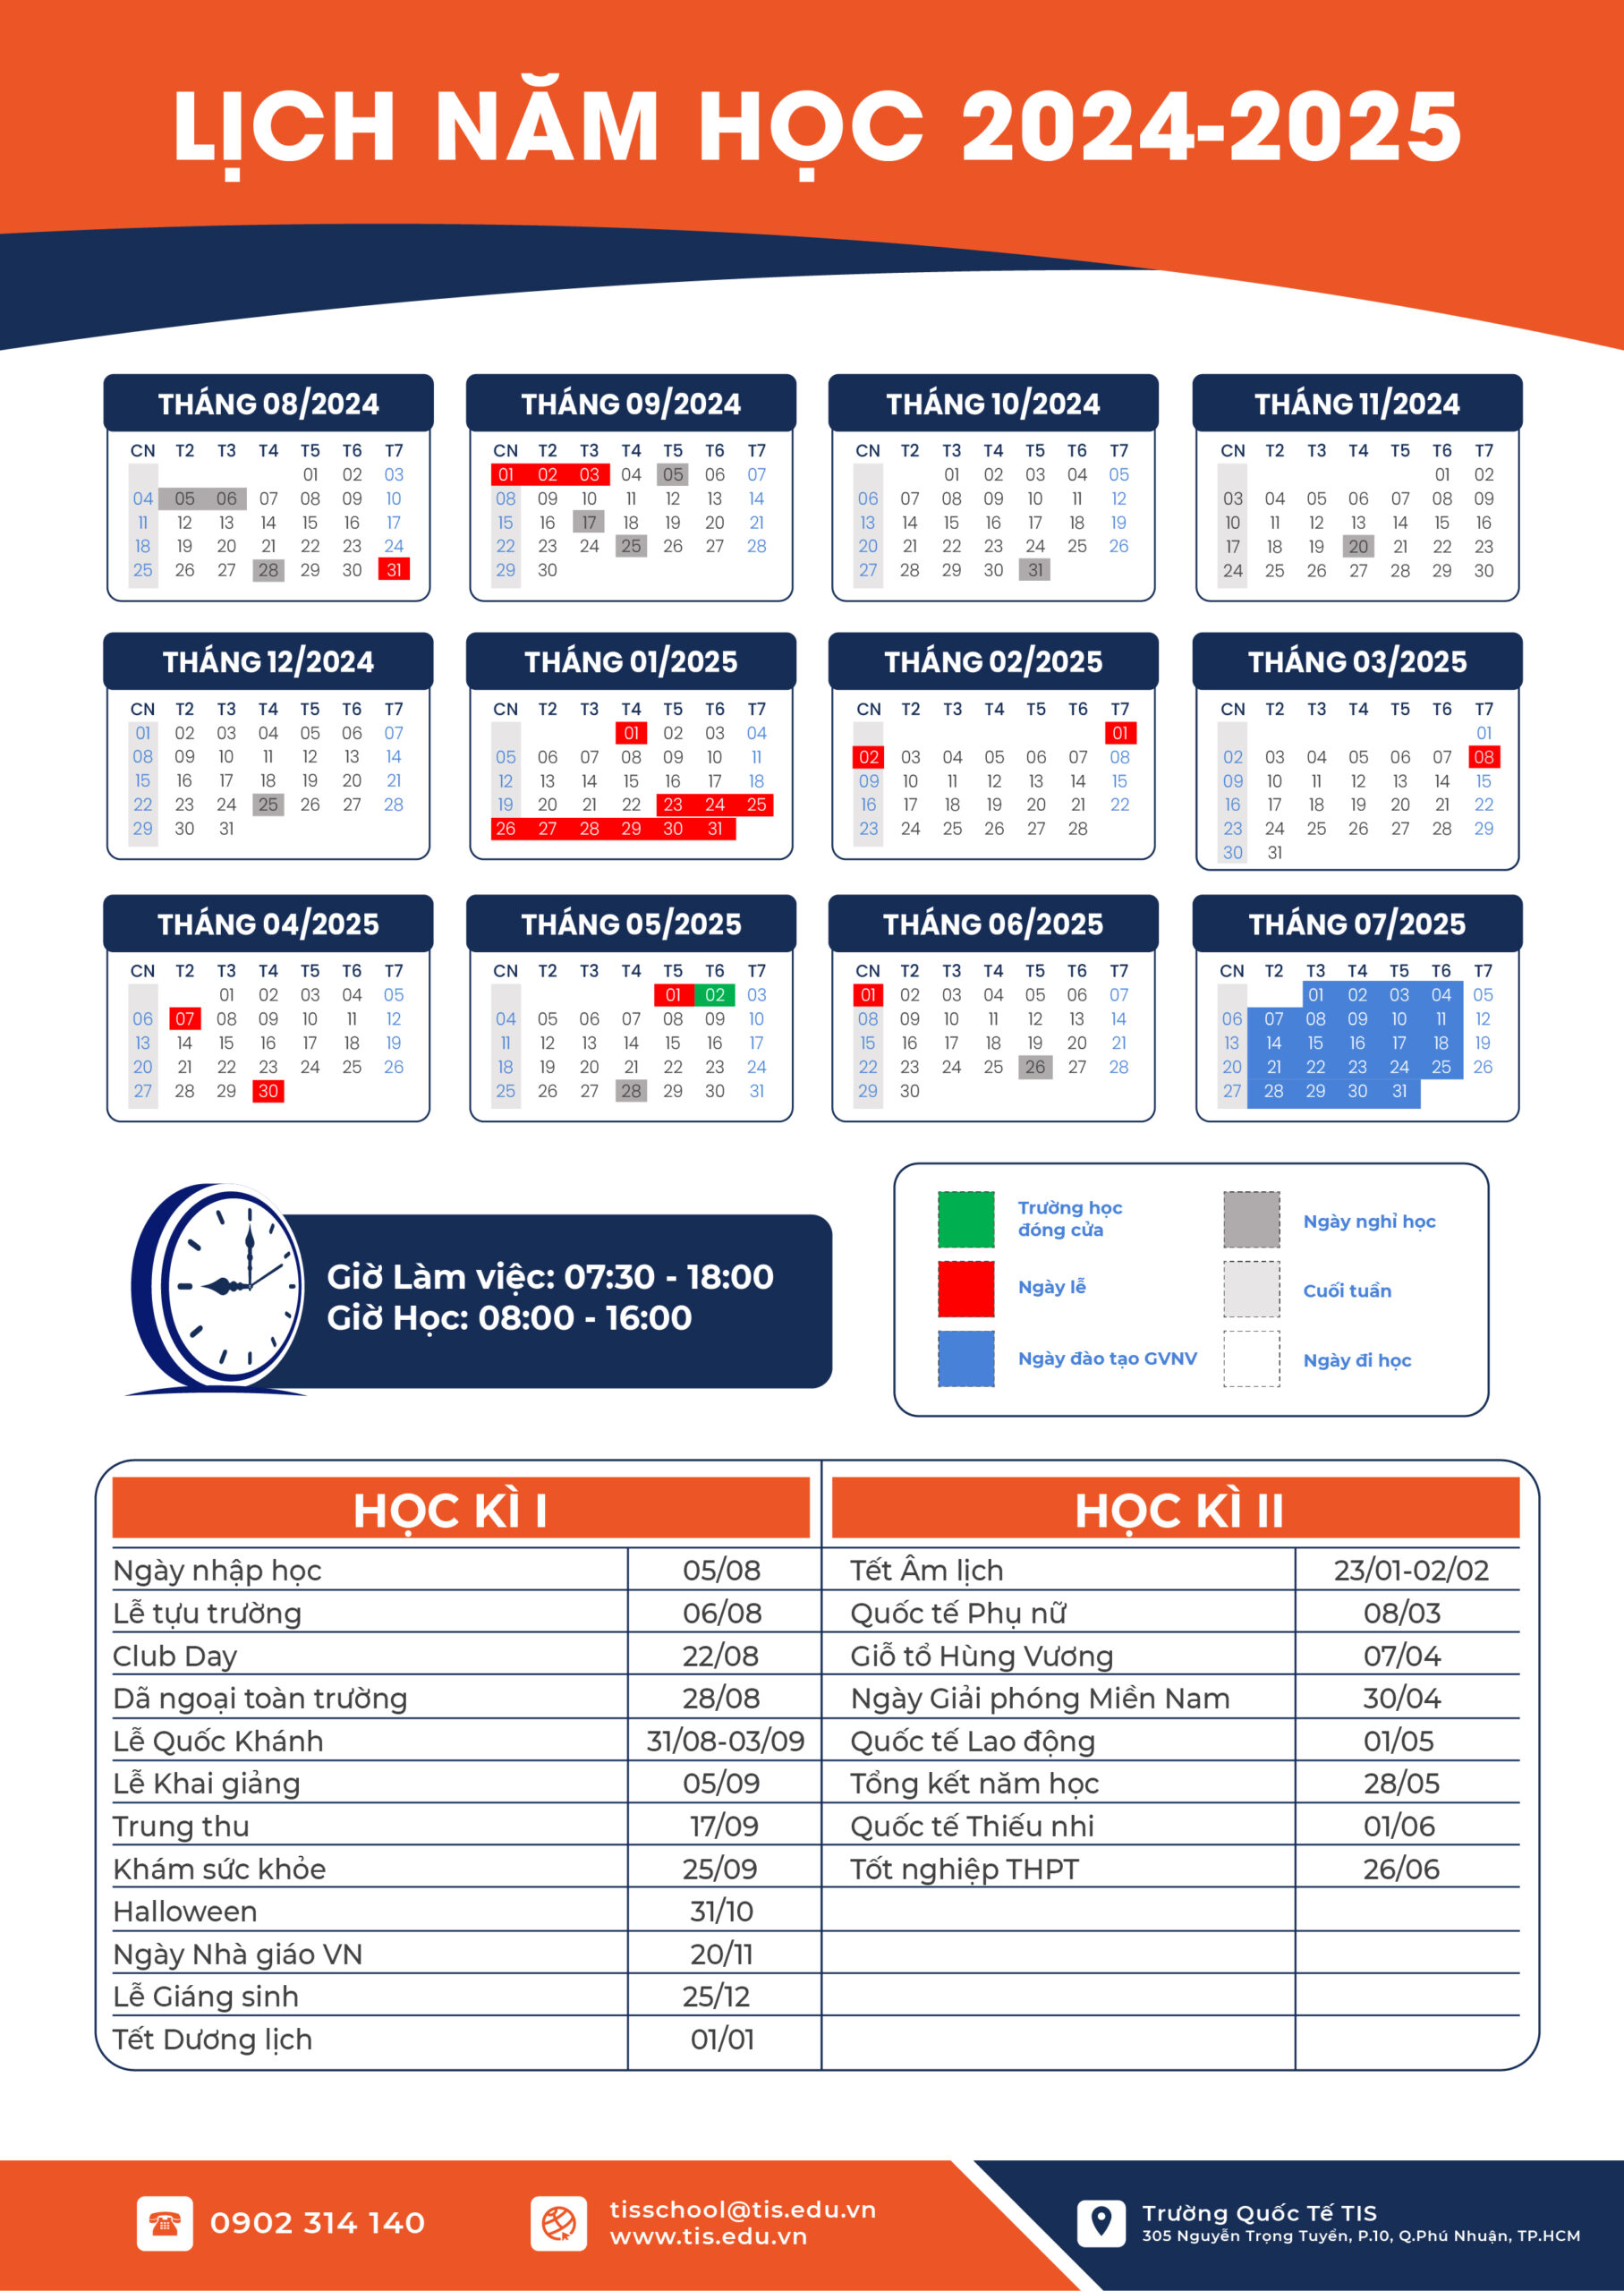 LỊCH NĂM HỌC 2024-2025
THÁNG 08/2024
CN T2 T3 T4 T5 T6 T7
01 02 03
04 05 06 07 08 09 10
11 12 13 14 15 16 17
18 19 20 21 22 23 24
25 26 27 28 29 30 31
THÁNG 09/2024
CN T2 T3 T4 T5 T6 T7
01 02 03 04 05 06 07
08 09 10 11 12 13 14
15 16 17 18 19 20 21
22 23 24 25 26 27 28
29 30
THÁNG 10/2024
CN T2 T3 T4 T5 T6 T7
01 02 03 04 05
06 07 08 09 10 11 12
13 14 15 16 17 18 19
20 21 22 23 24 25 26
27 28 29 30 31
THÁNG 11/2024
CN T2 T3 T4 T5 T6 T7
01 02
03 04 05 06 07 08 09
10 11 12 13 14 15 16
17 18 19 20 21 22 23
24 25 26 27 28 29 30
THÁNG 12/2024
CN T2 T3 T4 T5 T6 T7
01 02 03 04 05 06 07
08 09 10 11 12 13 14
15 16 17 18 19 20 21
22 23 24 25 26 27 28
29 30 31
THÁNG 01/2025
CN T2 T3 T4 T5 T6 T7
01 02 03 04
05 06 07 08 09 10 11
12 13 14 15 16 17 18
19 20 21 22 23 24 25
26 27 28 29 30 31
THÁNG 02/2025
CN T2 T3 T4 T5 T6 T7
01
02 03 04 05 06 07 08
09 10 11 12 13 14 15
16 17 18 19 20 21 22
23 24 25 26 27 28
THÁNG 03/2025
CN T2 T3 T4 T5 T6 T7
01
02 03 04 05 06 07 08
09 10 11 12 13 14 15
16 17 18 19 20 21 22
23 24 25 26 27 28 29
30 31
THÁNG 04/2025
CN T2 T3 T4 T5 T6 T7
01 02 03 04 05
06 07 08 09 10 11 12
13 14 15 16 17 18 19
20 21 22 23 24 25 26
27 28 29 30
THÁNG 05/2025
CN T2 T3 T4 T5 T6 T7
01 02 03
04 05 06 07 08 09 10
11 12 13 14 15 16 17
18 19 20 21 22 23 24
25 26 27 28 29 30 31
THÁNG 06/2025
CN T2 T3 T4 T5 T6 T7
01 02 03 04 05 06 07
08 09 10 11 12 13 14
15 16 17 18 19 20 21
22 23 24 25 26 27 28
29 30
THÁNG 07/2025
CN T2 T3 T4 T5 T6 T7
01 02 03 04 05
06 07 08 09 10 11 12
13 14 15 16 17 18 19
20 21 22 23 24 25 26
27 28 29 30 31
Giờ Làm việc: 07:30 - 18:00
Giờ Học: 08:00 - 16:00
Trường học
đóng cửa
Ngày nghỉ học
Ngày lễ
Cuối tuần
Ngày đào tạo GVNV
Ngày đi học
HỌC KÌ I
Ngày nhập học 05/08
Lễ tựu trường 06/08
Club Day 22/08
Dã ngoại toàn trường 28/08
Lễ Quốc Khánh 31/08-03/09
Lễ Khai giảng 05/09
Trung thu 17/09
Khám sức khỏe 25/09
Halloween 31/10
Ngày Nhà giáo VN 20/11
Lễ Giáng sinh 25/12
Tết Dương lịch 01/01
HỌC KÌ II
Tết Âm lịch 23/01-02/02
Quốc tế Phụ nữ 08/03
Giỗ tổ Hùng Vương 07/04
Ngày Giải phóng Miền Nam 30/04
Quốc tế Lao động 01/05
Tổng kết năm học 28/05
Quốc tế Thiếu nhi 01/06
Tốt nghiệp THPT 26/06
0902 314 140
tisschool@tis.edu.vn
www.tis.edu.vn
Trường Quốc Tế TIS
305 Nguyễn Trọng Tuyển, P.10, Q.Phú Nhuận, TP.HCM